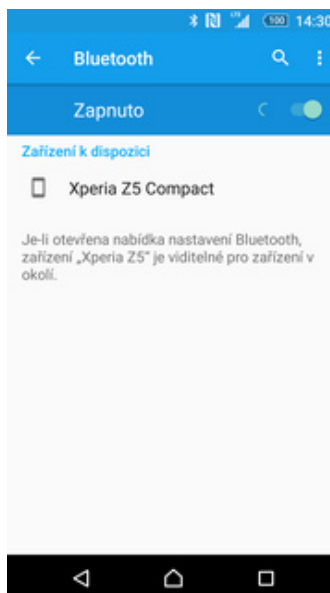 100 14:30
Bluetooth
Zapnuto
Zařízení k dispozici
Xperia Z5 Compact
Je-li otevřena nabídka nastavení Bluetooth,
zařízení „Xperia Z5" je viditelné pro zařízení v
okolí.